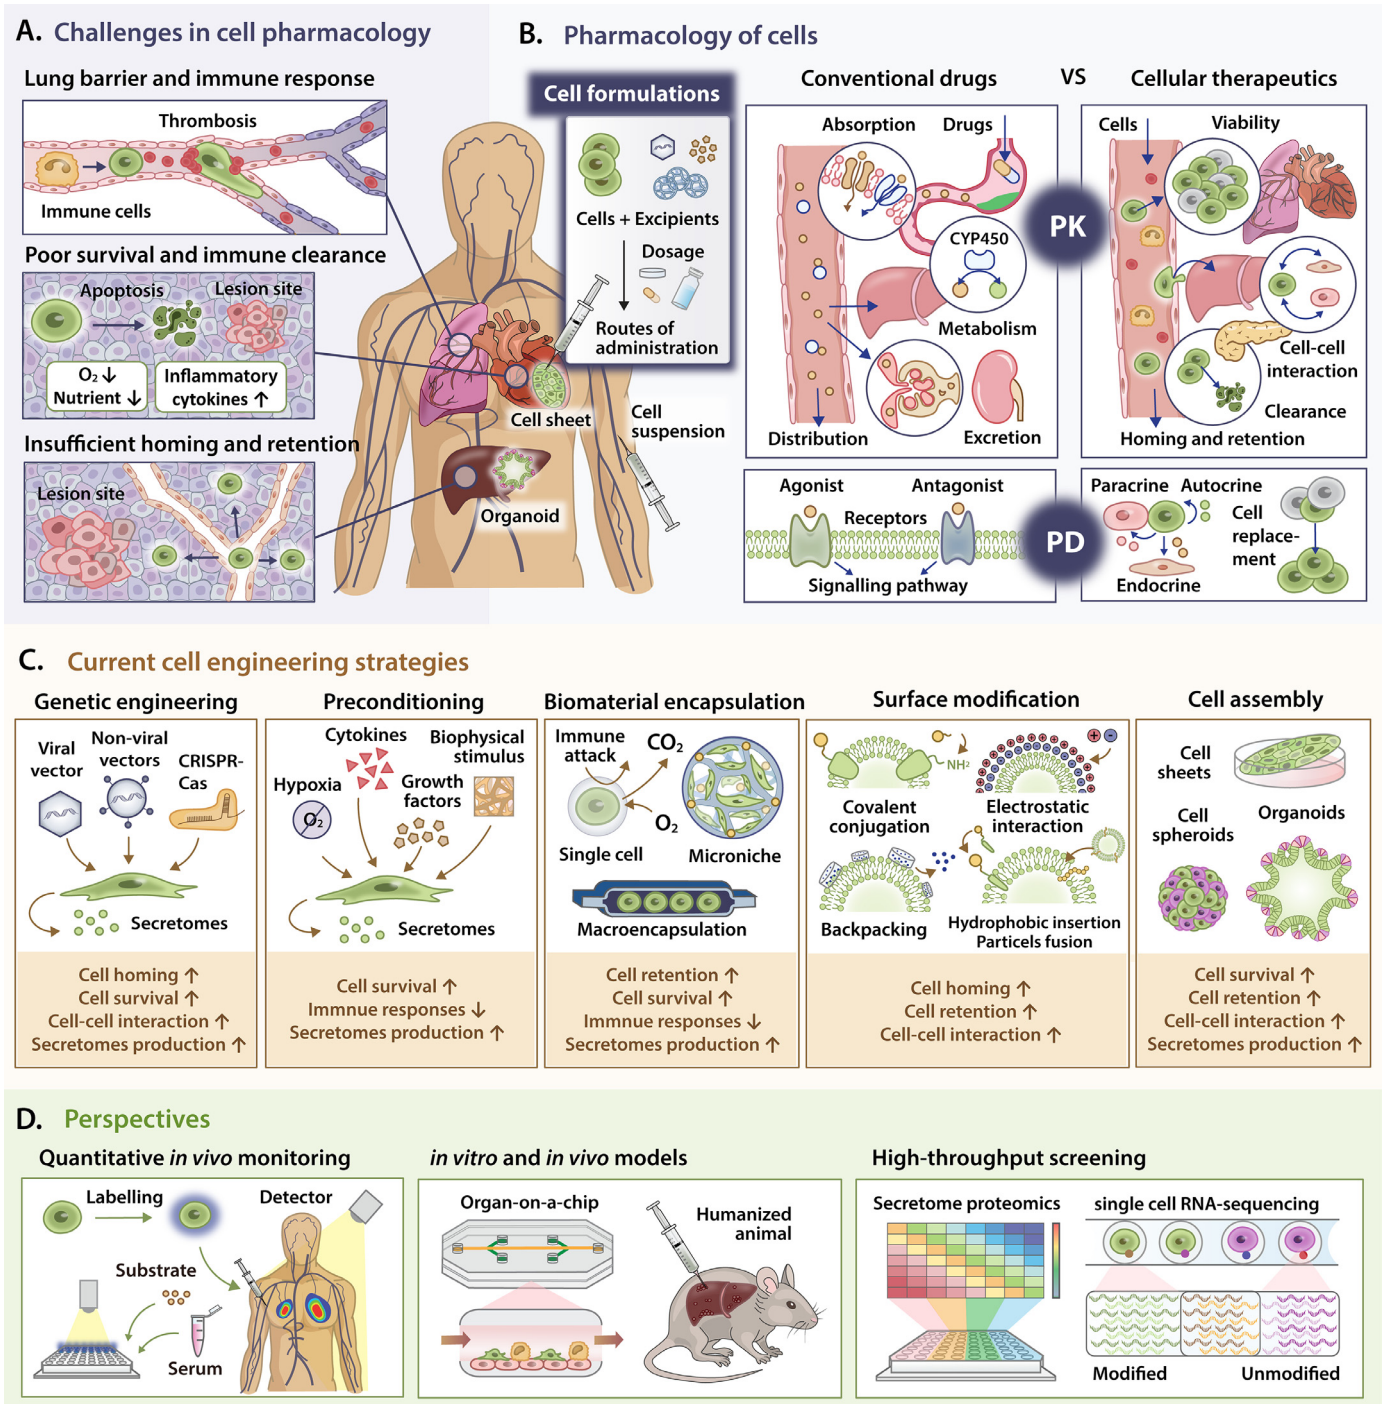 A. Challenges in cell pharmacology
Lung barrier and immune response
Thrombosis
Immune cells
Poor survival and immune clearance
Apoptosis
Lesion site
O₂ ↓
Nutrient ↓
Inflammatory
cytokines ↑
Insufficient homing and retention
Lesion site
B. Pharmacology of cells
Cell formulations
Cells + Excipients
Dosage
Routes of
administration
Cell sheet
Cell
suspension
Organoid
Conventional drugs
VS
Cellular therapeutics
Absorption
Drugs
CYP450
Metabolism
Distribution
Excretion
PK
Cells
Viability
Cell-cell
interaction
Clearance
Homing and retention
Agonist
Antagonist
Receptors
Signalling pathway
PD
Paracrine
Autocrine
Cell
replace-
ment
Endocrine
C. Current cell engineering strategies
Genetic engineering
Viral
vector
Non-viral
vectors
CRISPR-
Cas
Secretomes
Cell homing ↑
Cell survival ↑
Cell-cell interaction ↑
Secretomes production ↑
Preconditioning
Cytokines
Biophysical
stimulus
Hypoxia
O₂
Growth
factors
Secretomes
Cell survival ↑
Immnue responses ↓
Secretomes production ↑
Biomaterial encapsulation
Immune
attack
CO₂
O₂
Single cell
Microniche
Macroencapsulation
Cell retention ↑
Cell survival ↑
Immnue responses ↓
Secretomes production ↑
Surface modification
NH²
Covalent
conjugation
+ -
Electrostatic
interaction
Backpacking
Hydrophobic insertion
Particels fusion
Cell homing ↑
Cell retention ↑
Cell-cell interaction ↑
Cell assembly
Cell
sheets
Cell
spheroids
Organoids
Cell survival ↑
Cell retention ↑
Cell-cell interaction ↑
Secretomes production ↑
D. Perspectives
Quantitative in vivo monitoring
Labelling
Detector
Substrate
Serum
in vitro and in vivo models
Organ-on-a-chip
Humanized
animal
High-throughput screening
Secretome proteomics
single cell RNA-sequencing
Modified
Unmodified